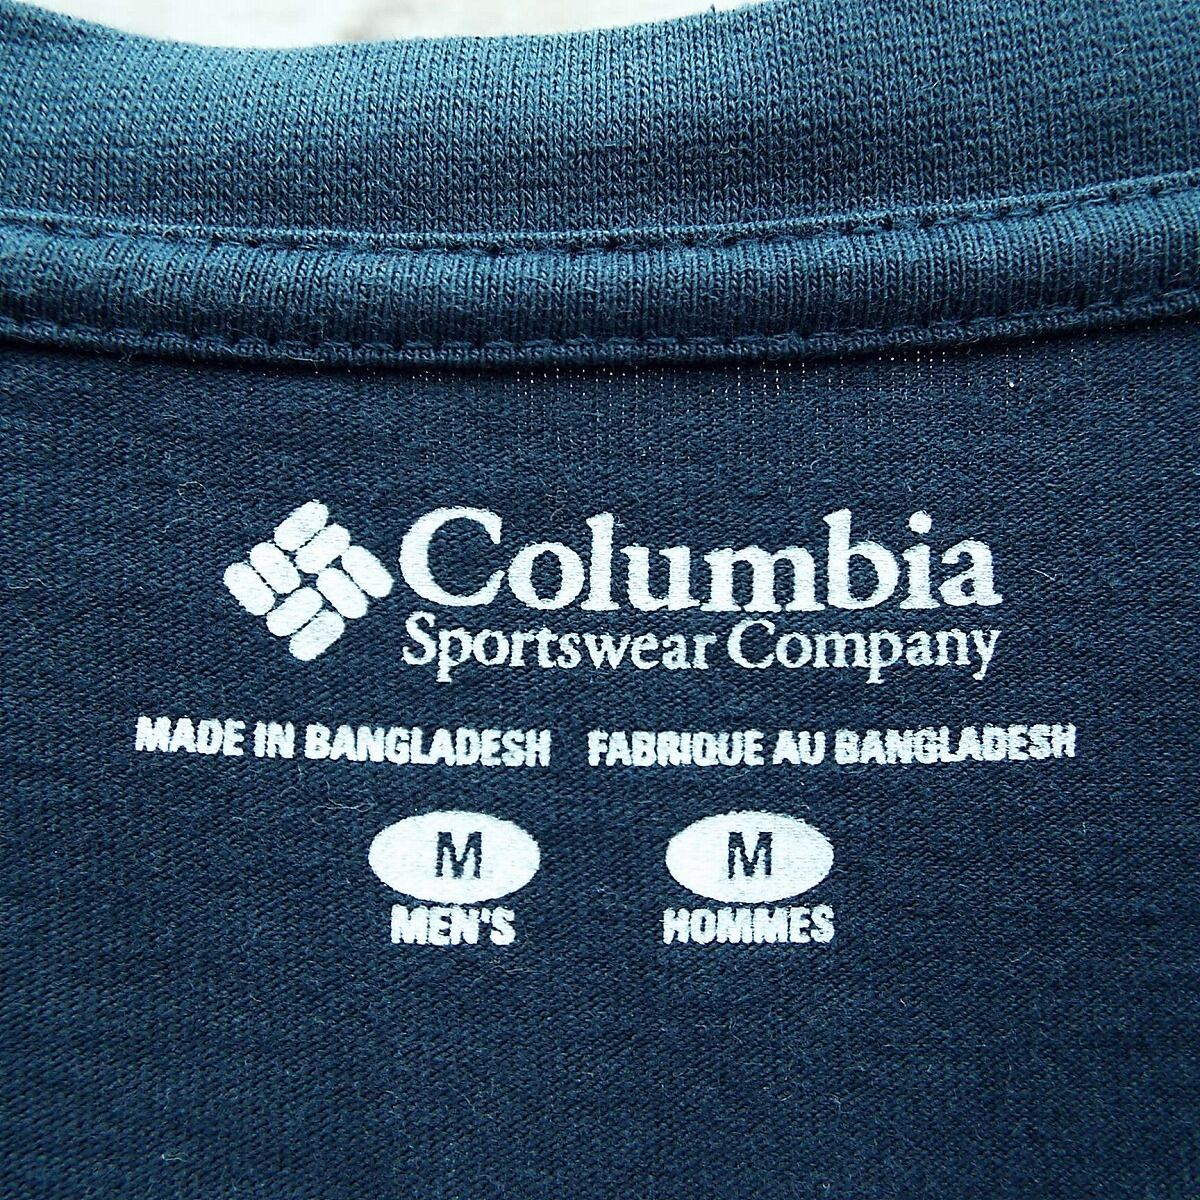 Columbia
Sportswear Company
MADE IN BANGLADESH FABRIQUE AU BANGLADESH
M M
MEN'S HOMMES